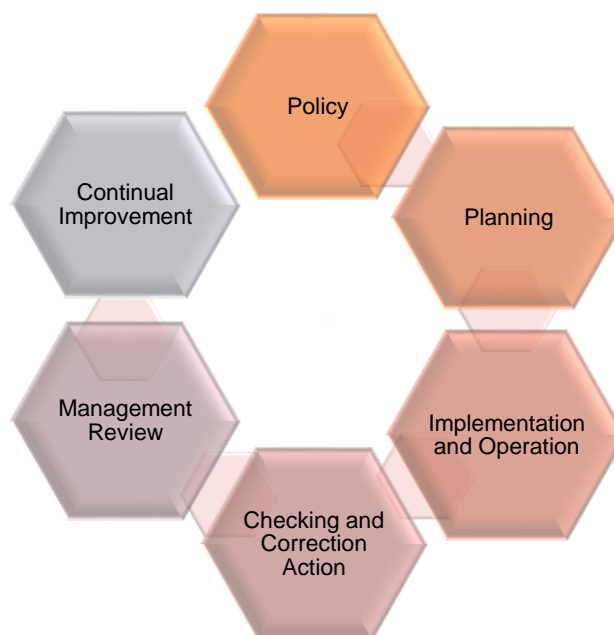 Policy
Planning
Implementation
and Operation
Checking and
Correction
Action
Management
Review
Continual
Improvement